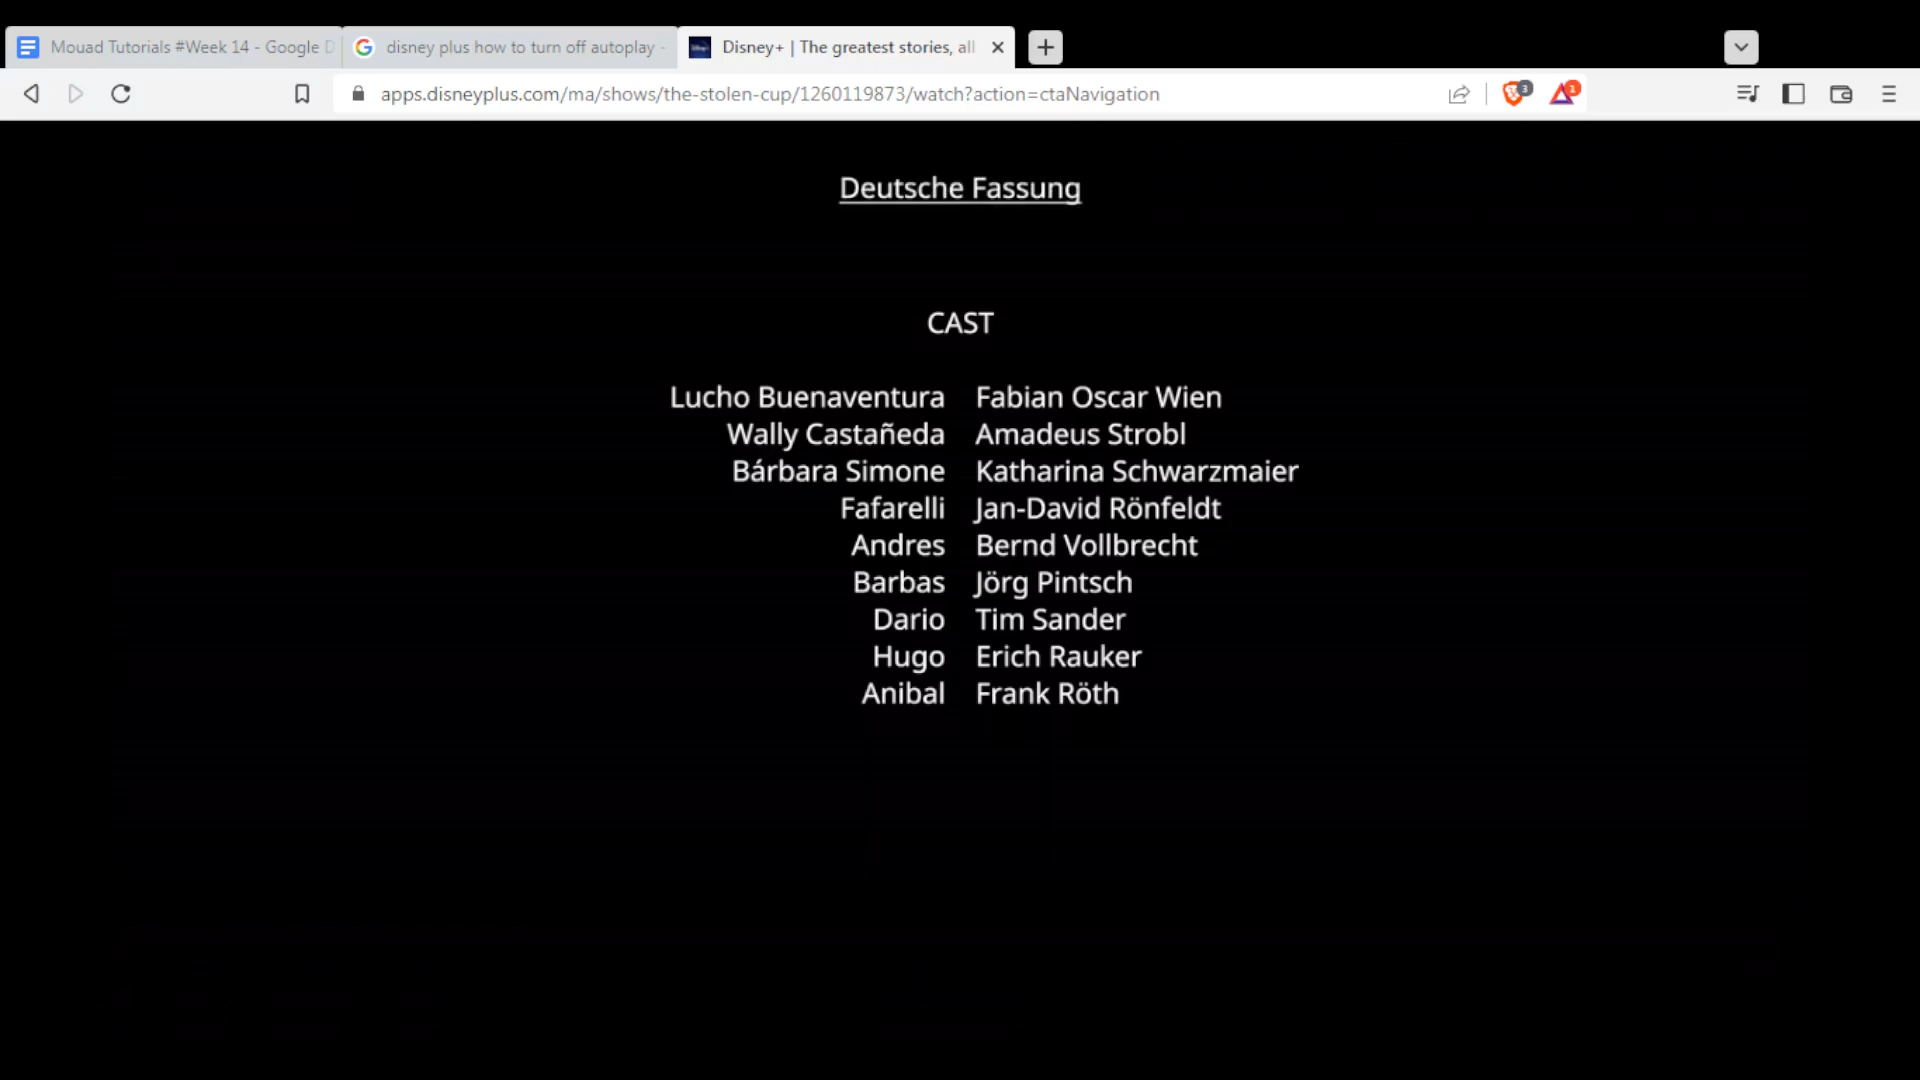 Mouad Tutorials #Week 14 - Google D
disney plus how to turn off autoplay -
Disney+ | The greatest stories, all
apps.disneyplus.com/ma/shows/the-stolen-cup/1260119873/watch?action=ctaNavigation
3
1
Deutsche Fassung
CAST
Lucho Buenaventura Fabian Oscar Wien
Wally Castañeda Amadeus Strobl
Bárbara Simone Katharina Schwarzmaier
Fafarelli Jan-David Rönfeldt
Andres Bernd Vollbrecht
Barbas Jörg Pintsch
Dario Tim Sander
Hugo Erich Rauker
Anibal Frank Röth